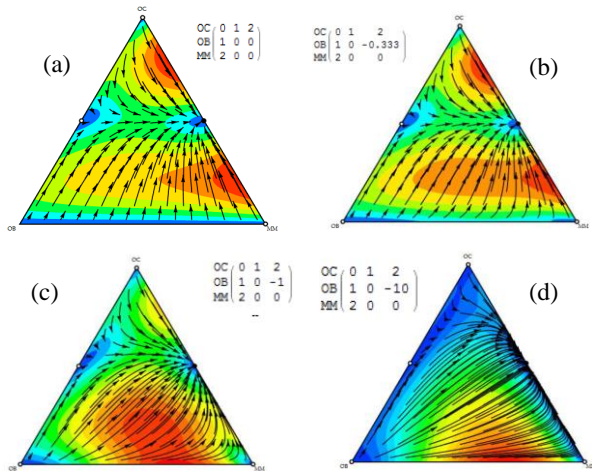 OC
OC 0 1 2
OB 1 0 0
MM 2 0 0
(a)
OB
MM
OC
OC 0 1 2
OB 1 0 -0.333
MM 2 0 0
(b)
OB
MM
OC
OC 0 1 2
OB 1 0 -1
MM 2 0 0
--
(c)
OB
MM
OC
OC 0 1 2
OB 1 0 -10
MM 2 0 0
(d)
OB
MM